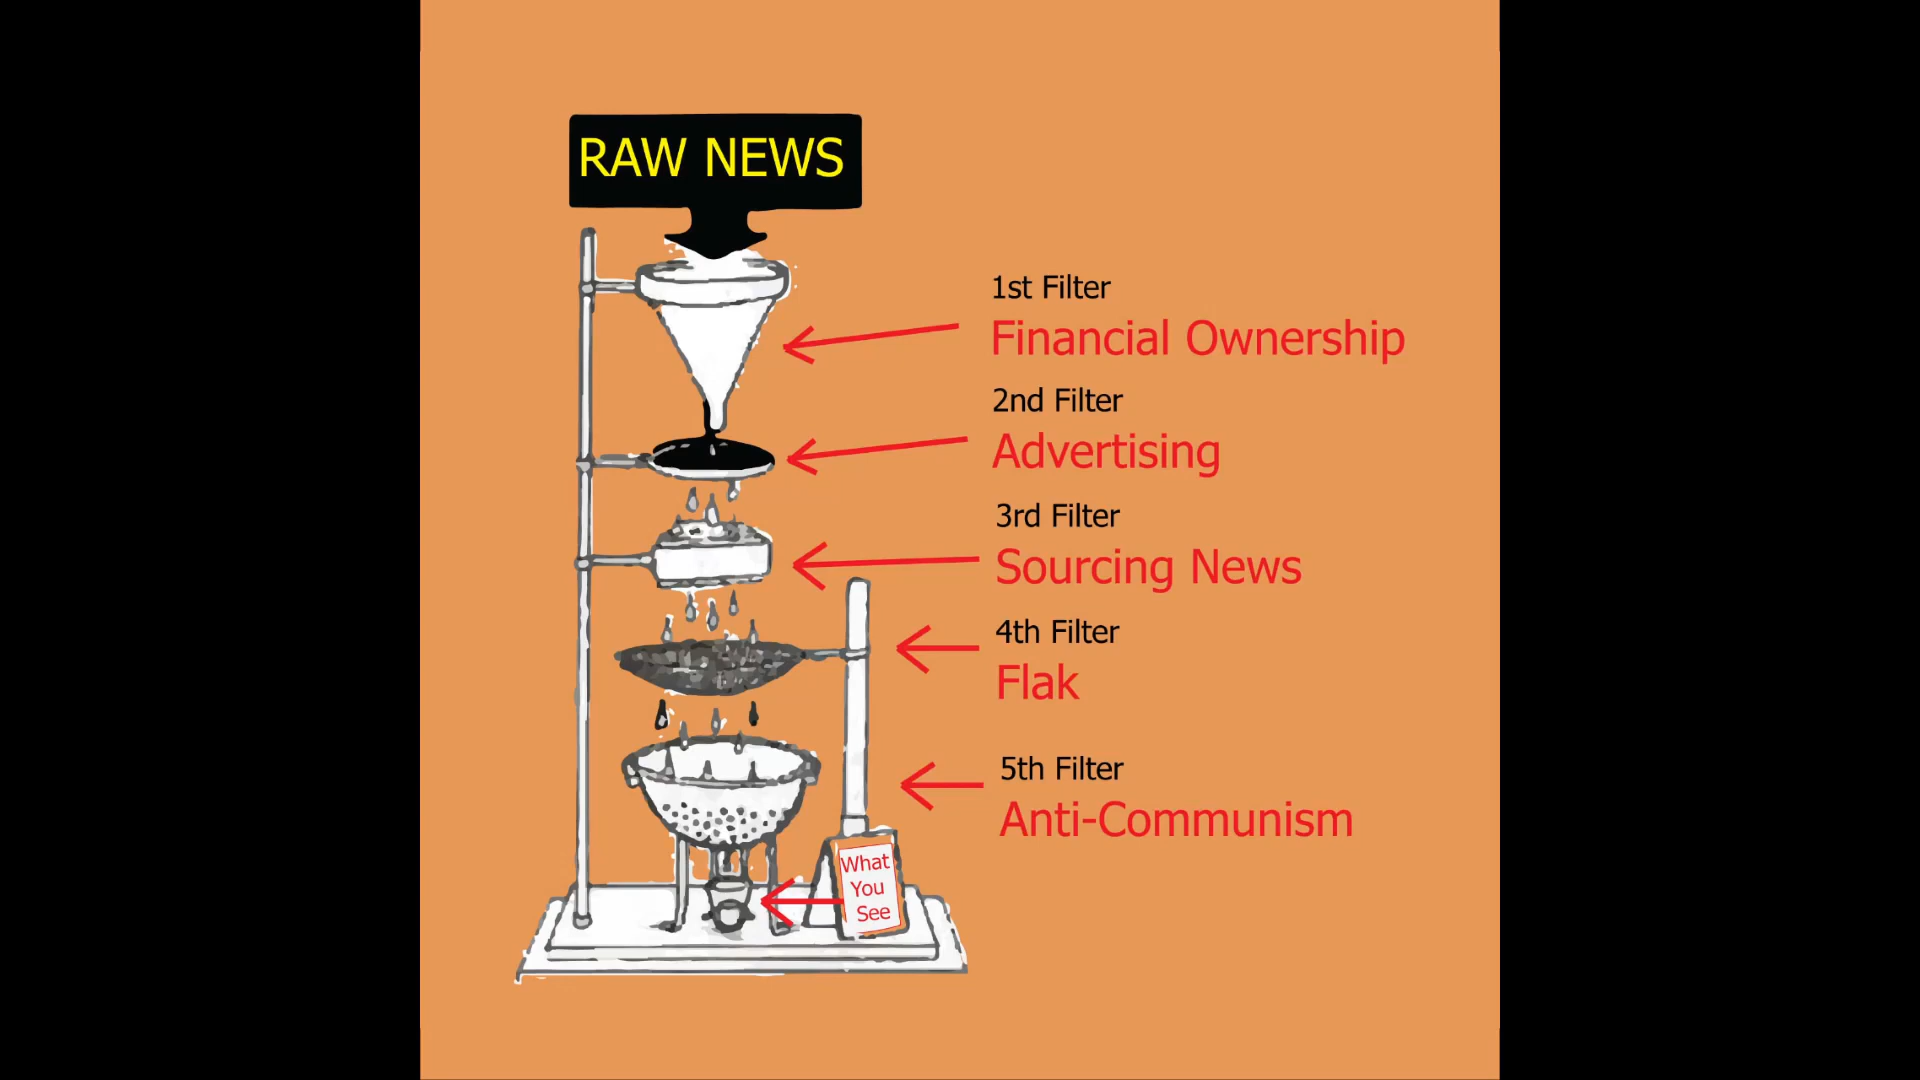 RAW NEWS
1st Filter
Financial Ownership
2nd Filter
Advertising
3rd Filter
Sourcing News
4th Filter
Flak
5th Filter
Anti-Communism
What
You
See